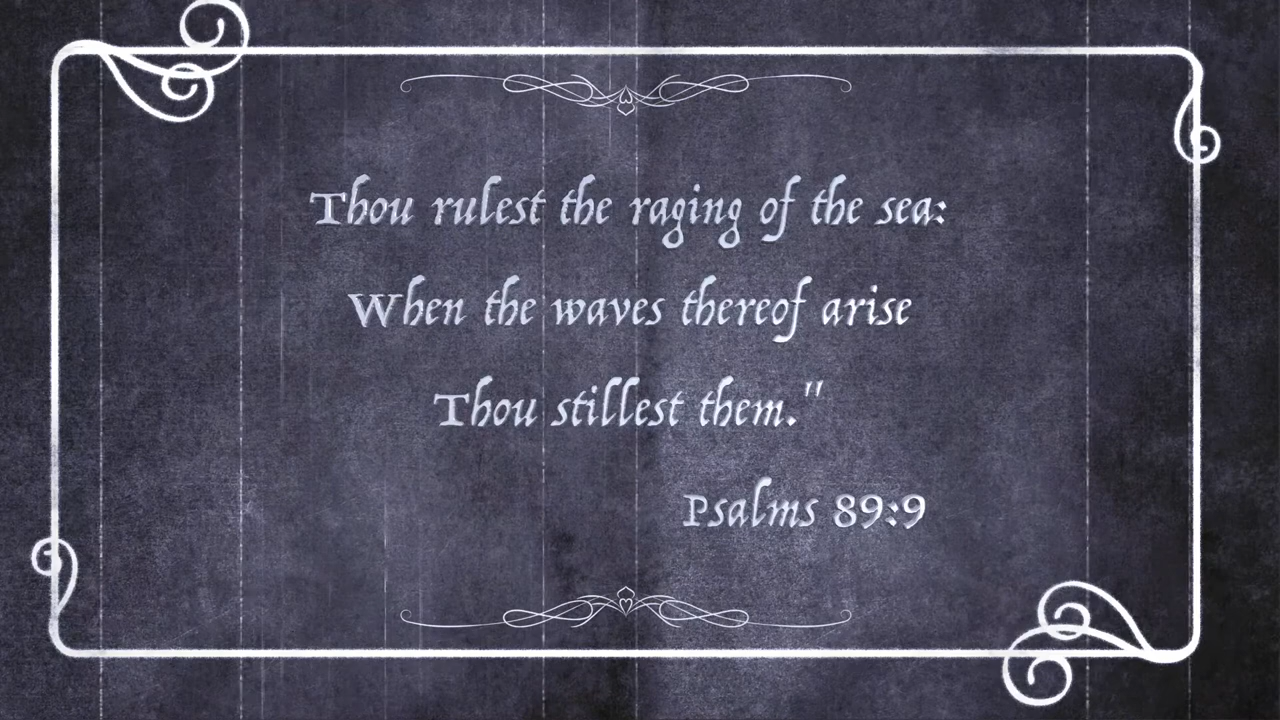 Thou rulest the raging of the sea:
When the waves thereof arise
Thou stillest them."
Psalms 89:9